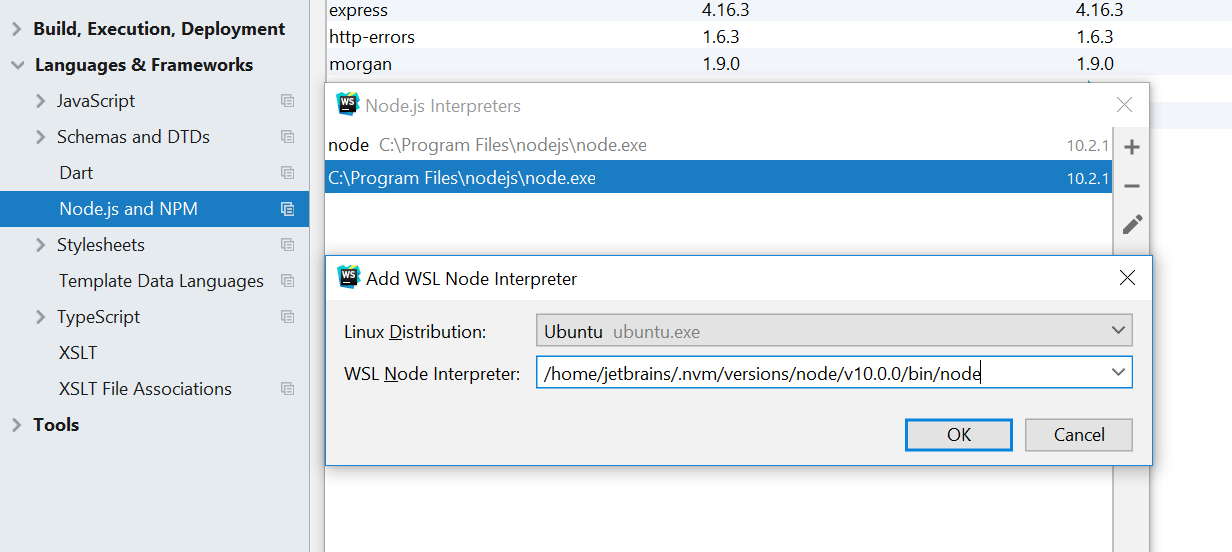 Build, Execution, Deployment
Languages & Frameworks
JavaScript
Schemas and DTDs
Dart
Node.js and NPM
Stylesheets
Template Data Languages
TypeScript
XSLT
XSLT File Associations
Tools
express 4.16.3 4.16.3
http-errors 1.6.3 1.6.3
morgan 1.9.0 1.9.0
WS Node.js Interpreters
node C:\Program Files\nodejs\node.exe 10.2.1
C:\Program Files\nodejs\node.exe 10.2.1
WS Add WSL Node Interpreter
Linux Distribution: Ubuntu ubuntu.exe
WSL Node Interpreter: /home/jetbrains/.nvm/versions/node/v10.0.0/bin/node
OK Cancel